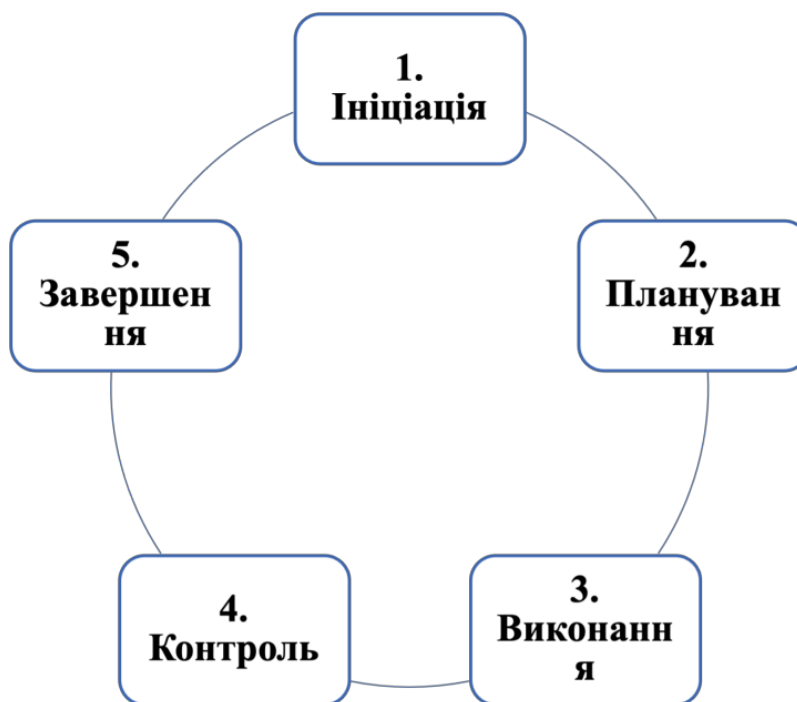 1.
Ініціація
2.
Плануван
ня
3.
Виконанн
я
4.
Контроль
5.
Завершен
ня